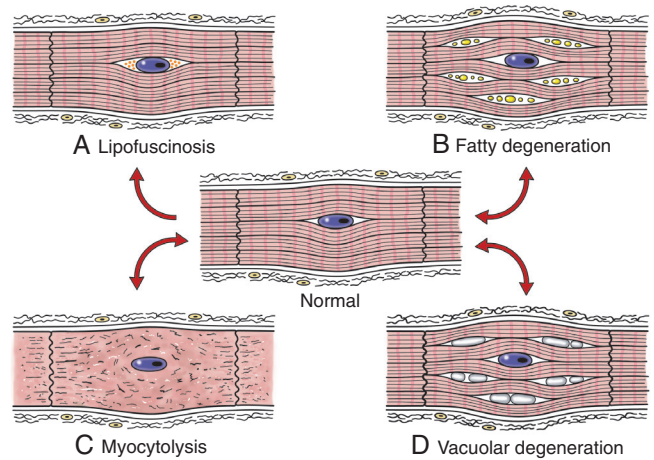 A Lipofuscinosis
B Fatty degeneration
Normal
C Myocytolysis
D Vacuolar degeneration